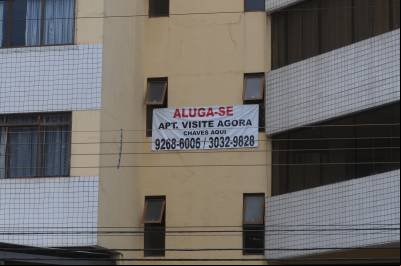 ALUGA-SE
APT. VISITE AGORA
CHAVES AQUI
9268-6006 / 3032-9828